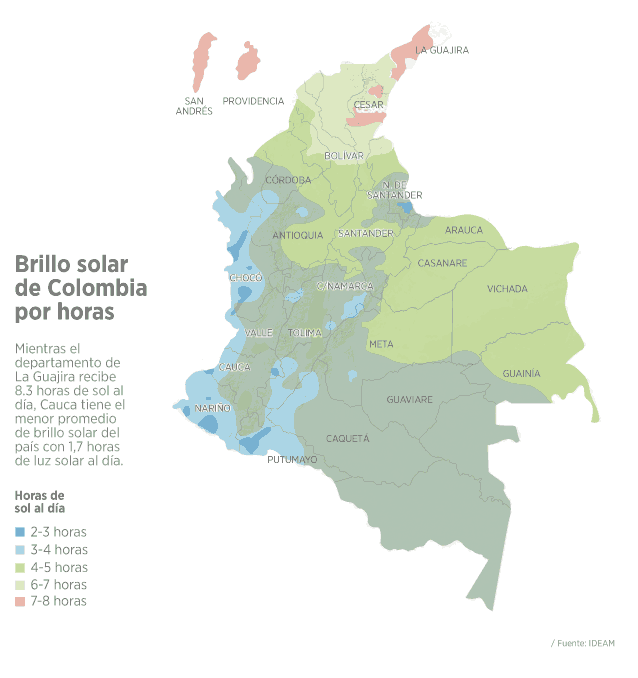 LA GUAJIRA
SAN
ANDRÉS
PROVIDENCIA
CESAR
BOLÍVAR
CÓRDOBA
N. DE
SANTANDER
ANTIOQUIA
SANTANDER
ARAUCA
CASANARE
Brillo solar
de Colombia
por horas
CHOCÓ
C/NAMARCA
VICHADA
VALLE
TOLIMA
META
Mientras el
departamento de
La Guajira recibe
8.3 horas de sol al
día, Cauca tiene el
menor promedio
de brillo solar del
país con 1,7 horas
de luz solar al día.
CAUCA
GUAINÍA
NARIÑO
GUAVIARE
CAQUETÁ
PUTUMAYO
Horas de
sol al día
2-3 horas
3-4 horas
4-5 horas
6-7 horas
7-8 horas
/ Fuente: IDEAM